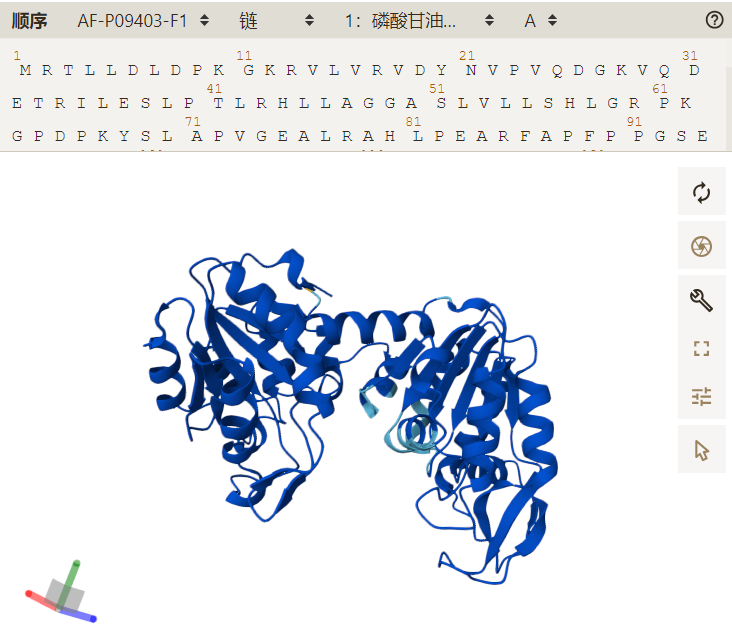 顺序 AF-P09403-F1 链 1: 磷酸甘油... A
1 11 21 31
M R T L L D L D P K G K R V L V R V D Y N V P V Q D G K V Q D
41 51 61
E T R I L E S L P T L R H L L A G G A S L V L L S H L G R P K
71 81 91
G P D P K Y S L A P V G E A L R A H L P E A R F A P F P P G S E